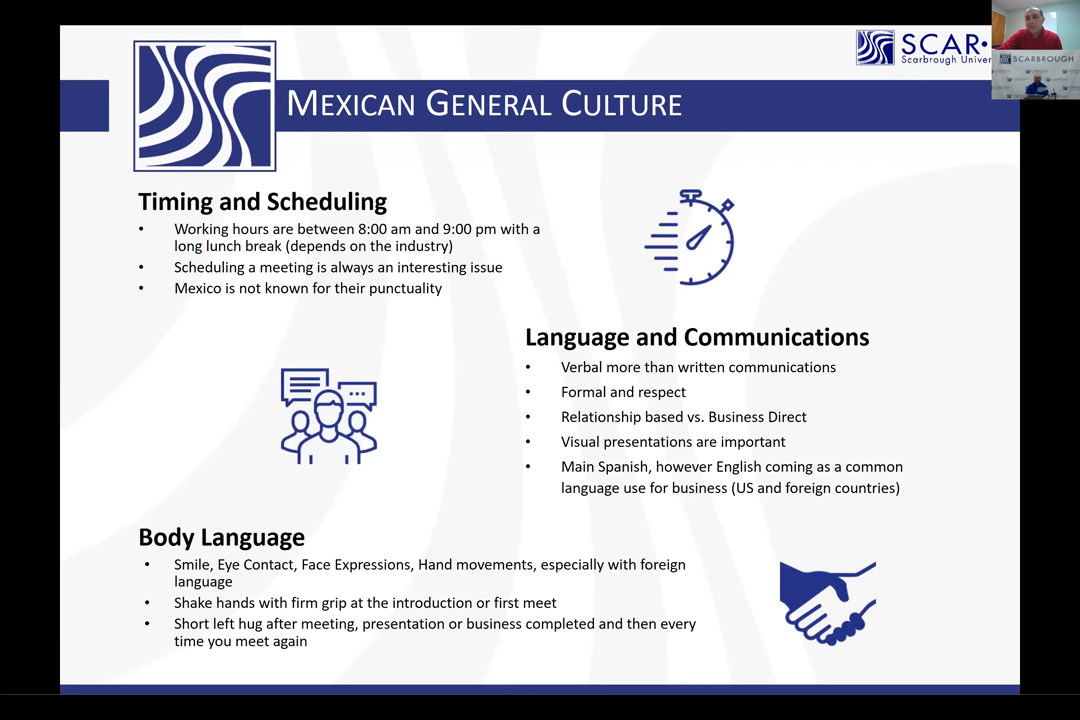 SCAR
Scarbrough Univer
SCARBROUGH
MEXICAN GENERAL CULTURE
Timing and Scheduling
• Working hours are between 8:00 am and 9:00 pm with a
long lunch break (depends on the industry)
• Scheduling a meeting is always an interesting issue
• Mexico is not known for their punctuality
Language and Communications
• Verbal more than written communications
• Formal and respect
• Relationship based vs. Business Direct
• Visual presentations are important
• Main Spanish, however English coming as a common
language use for business (US and foreign countries)
Body Language
• Smile, Eye Contact, Face Expressions, Hand movements, especially with foreign
language
• Shake hands with firm grip at the introduction or first meet
• Short left hug after meeting, presentation or business completed and then every
time you meet again